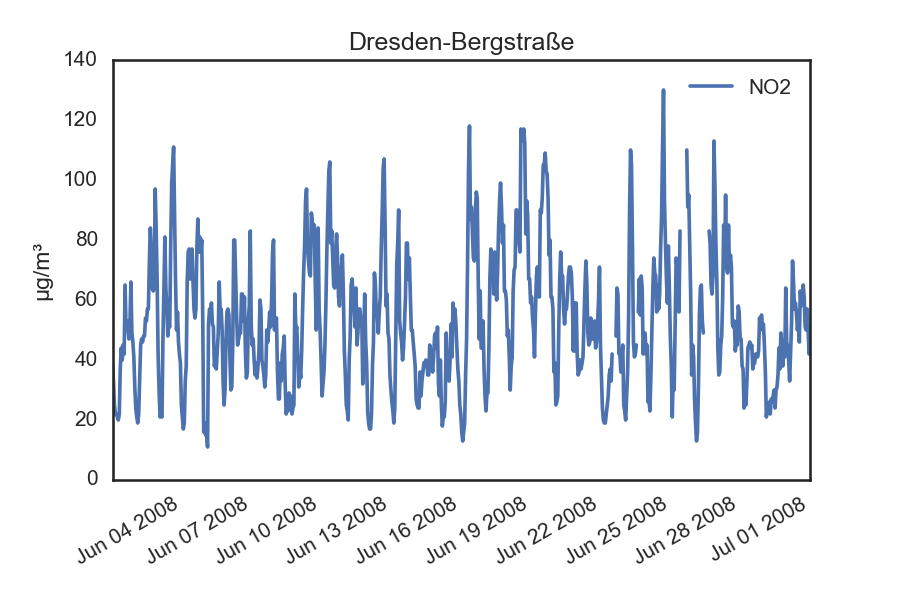 Dresden-Bergstraße
NO2
µg/m³
140
120
100
80
60
40
20
0
Jun 04 2008
Jun 07 2008
Jun 10 2008
Jun 13 2008
Jun 16 2008
Jun 19 2008
Jun 22 2008
Jun 25 2008
Jun 28 2008
Jul 01 2008